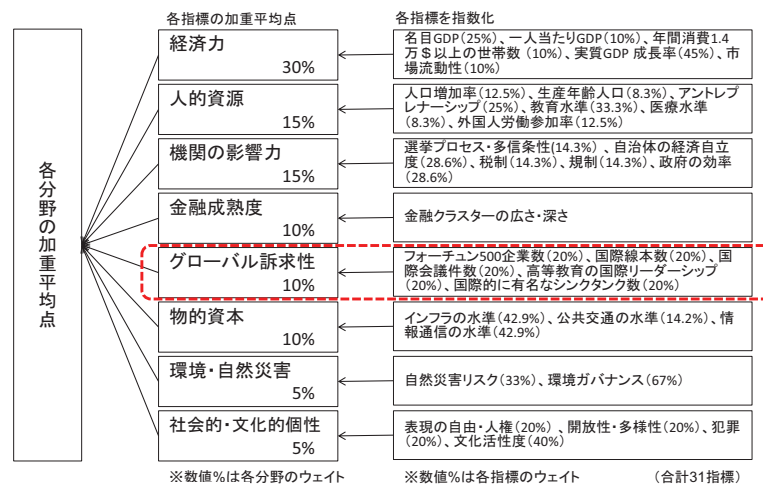 各指標の加重平均点
各指標を指数化
各分野の加重平均点
経済力
30%
名目GDP(25%)、一人当たりGDP(10%)、年間消費1.4
万$以上の世帯数(10%)、実質GDP 成長率(45%)、市
場流動性(10%)
人的資源
15%
人口増加率(12.5%)、生産年齢人口(8.3%)、アントレプ
レナーシップ(25%)、教育水準(33.3%)、医療水準
(8.3%)、外国人労働参加率(12.5%)
機関の影響力
15%
選挙プロセス・多信条性(14.3%) 、自治体の経済自立
度(28.6%)、税制(14.3%)、規制(14.3%)、政府の効率
(28.6%)
金融成熟度
10%
金融クラスターの広さ・深さ
グローバル訴求性
10%
フォーチュン500企業数(20%)、国際線本数(20%)、国
際会議件数(20%)、高等教育の国際リーダーシップ
(20%)、国際的に有名なシンクタンク数(20%)
物的資本
10%
インフラの水準(42.9%)、公共交通の水準(14.2%)、情
報通信の水準(42.9%)
環境・自然災害
5%
自然災害リスク(33%)、環境ガバナンス(67%)
社会的・文化的個性
5%
表現の自由・人権(20%)、開放性・多様性(20%)、犯罪
(20%)、文化活性度(40%)
※数値%は各分野のウェイト
※数値%は各指標のウェイト
(合計31指標)